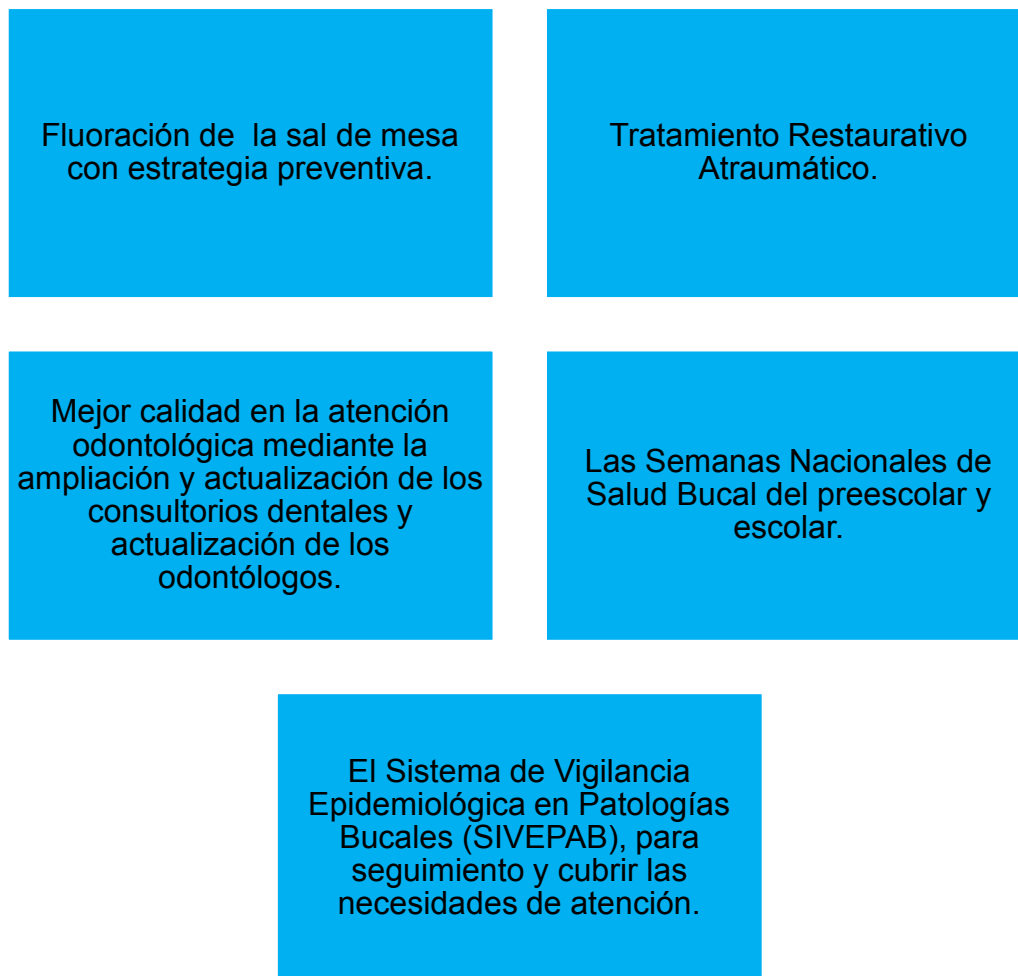 Fluoración de la sal de mesa
con estrategia preventiva.
Tratamiento Restaurativo
Atraumático.
Mejor calidad en la atención
odontológica mediante la
ampliación y actualización de los
consultorios dentales y
actualización de los
odontólogos.
Las Semanas Nacionales de
Salud Bucal del preescolar y
escolar.
El Sistema de Vigilancia
Epidemiológica en Patologías
Bucales (SIVEPAB), para
seguimiento y cubrir las
necesidades de atención.